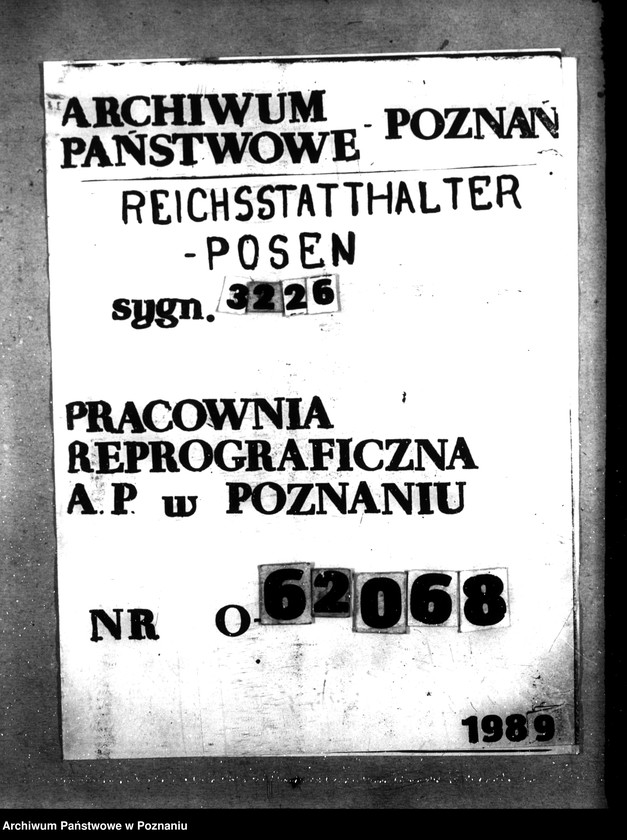 ARCHIWUM
PAŃSTWOWE - POZNAŃ
REICHSSTATTHALTER
-POSEN
sygn. 3226
PRACOWNIA
REPROGRAFICZNA
A.P. w POZNANIU
NR O-62068
1989
Archiwum Państwowe w Poznaniu